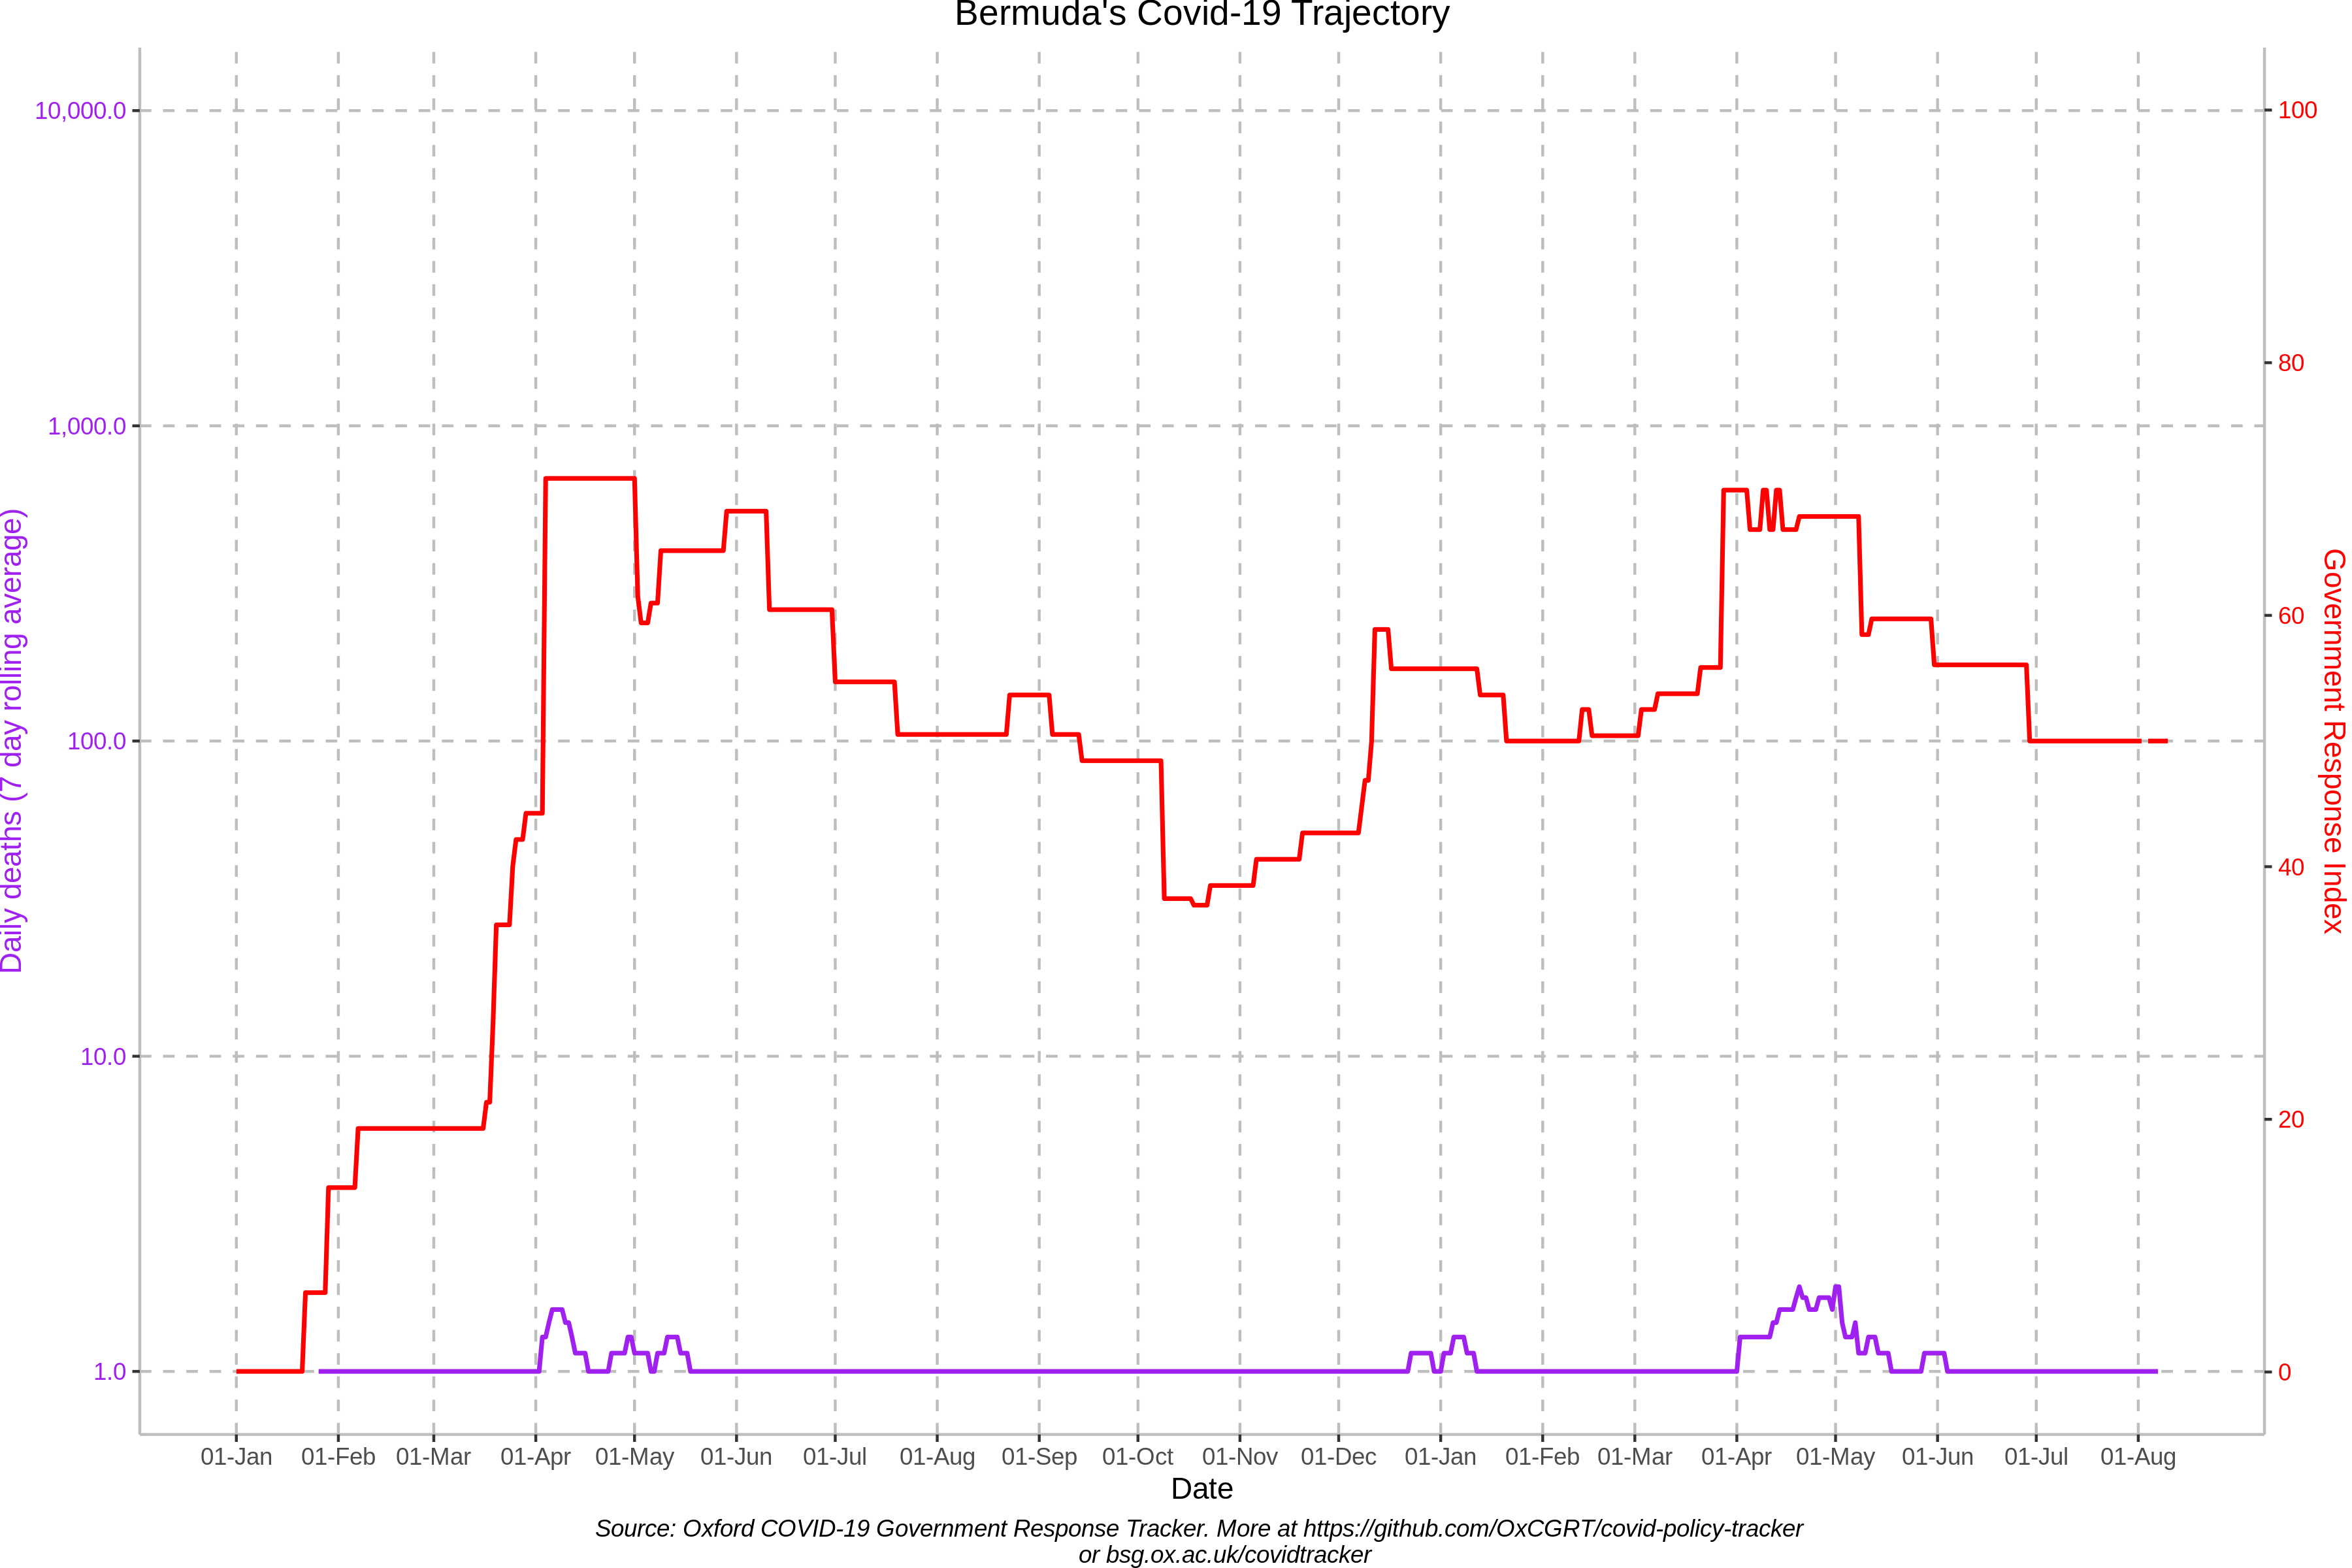 Bermuda's Covid-19 Trajectory
10,000.0
1,000.0
100.0
10.0
1.0
Daily deaths (7 day rolling average)
100
80
60
40
20
0
Government Response Index
01-Jan 01-Feb 01-Mar 01-Apr 01-May 01-Jun 01-Jul 01-Aug 01-Sep 01-Oct 01-Nov 01-Dec 01-Jan 01-Feb 01-Mar 01-Apr 01-May 01-Jun 01-Jul 01-Aug
Date
Source: Oxford COVID-19 Government Response Tracker. More at https://github.com/OxCGRT/covid-policy-tracker
or bsg.ox.ac.uk/covidtracker